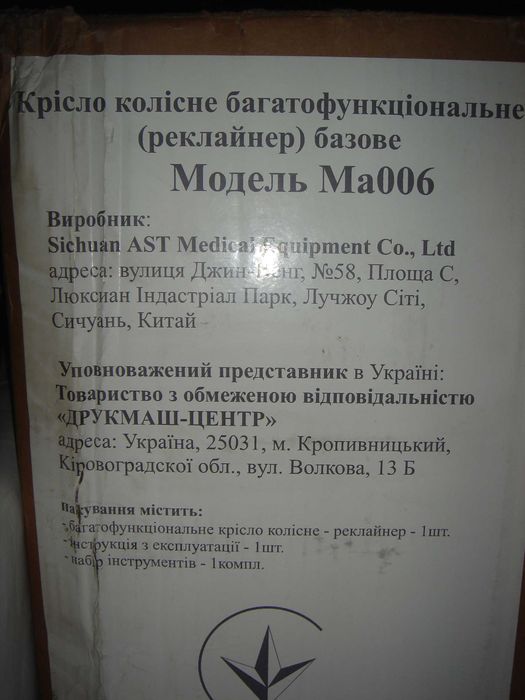 Крісло колісне багатофункціональне
(реклайнер) базове
Модель Ма006
Виробник:
Sichuan AST Medical Equipment Co., Ltd
адреса: вулиця Джин-Ченг, №58, Площа С,
Люксиан Індастріал Парк, Лучжоу Сіті,
Сичуань, Китай
Уповноважений представник в Україні:
Товариство з обмеженою відповідальністю
«ДРУКМАШ-ЦЕНТР»
адреса: Україна, 25031, м. Кропивницький,
Кіровоградскої обл., вул. Волкова, 13 Б
Пакування містить:
- багатофункціональне крісло колісне - реклайнер - 1шт.
- інструкція з експлуатації - 1шт.
- набір інструментів - 1компл.